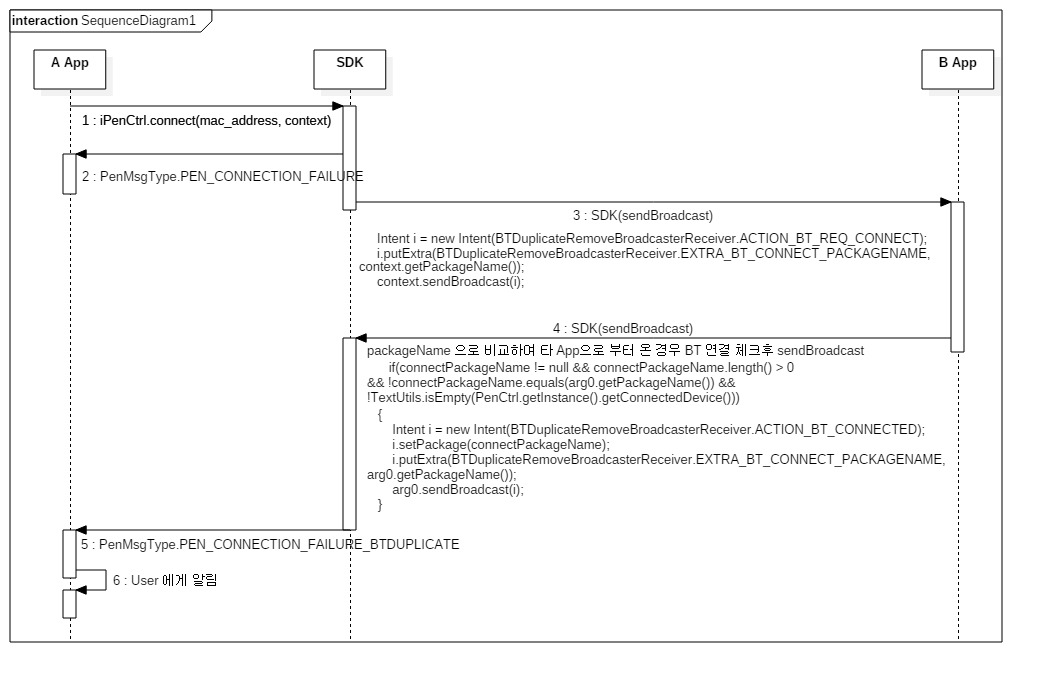 interaction SequenceDiagram1
A App
SDK
B App
1 : iPenCtrl.connect(mac_address, context)
2 : PenMsgType.PEN_CONNECTION_FAILURE
3 : SDK(sendBroadcast)
Intent i = new Intent(BTDuplicateRemoveBroadcasterReceiver.ACTION_BT_REQ_CONNECT);
i.putExtra(BTDuplicateRemoveBroadcasterReceiver.EXTRA_BT_CONNECT_PACKAGENAME,
context.getPackageName());
context.sendBroadcast(i);
4 : SDK(sendBroadcast)
packageName 으로 비교하여 타 App으로 부터 온 경우 BT 연결 체크후 sendBroadcast
if(connectPackageName != null && connectPackageName.length() > 0
&& !connectPackageName.equals(arg0.getPackageName()) &&
!TextUtils.isEmpty(PenCtrl.getInstance().getConnectedDevice()))
{
Intent i = new Intent(BTDuplicateRemoveBroadcasterReceiver.ACTION_BT_CONNECTED);
i.setPackage(connectPackageName);
i.putExtra(BTDuplicateRemoveBroadcasterReceiver.EXTRA_BT_CONNECT_PACKAGENAME,
arg0.getPackageName());
arg0.sendBroadcast(i);
}
5 : PenMsgType.PEN_CONNECTION_FAILURE_BTDUPLICATE
6 : User 에게 알림